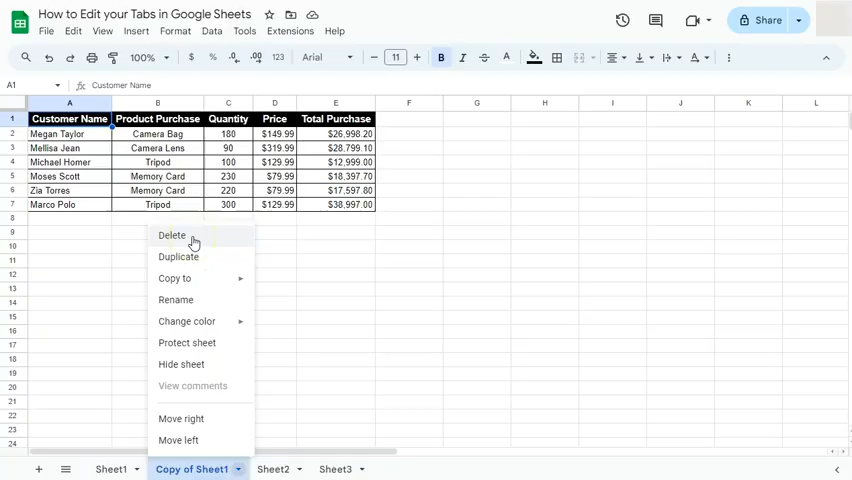 How to Edit your Tabs in Google Sheets
File Edit View Insert Format Data Tools Extensions Help
Share
100% $ % .0 .00 123 Arial 11 B I S A A
A1 fx Customer Name
A B C D E F G H I J K L
1 Customer Name Product Purchase Quantity Price Total Purchase
2 Megan Taylor Camera Bag 180 $149.99 $26,998.20
3 Mellisa Jean Camera Lens 90 $319.99 $28.799.10
4 Michael Homer Tripod 100 $129.99 $12,999.00
5 Moses Scott Memory Card 230 $79.99 $18,397.70
6 Zia Torres Memory Card 220 $79.99 $17,597.80
7 Marco Polo Tripod 300 $129.99 $38,997.00
8
9
10
11
12
13
14
15
16
17
18
19
20
21
22
23
24
Delete
Duplicate
Copy to
Rename
Change color
Protect sheet
Hide sheet
View comments
Move right
Move left
Sheet1 Copy of Sheet1 Sheet2 Sheet3